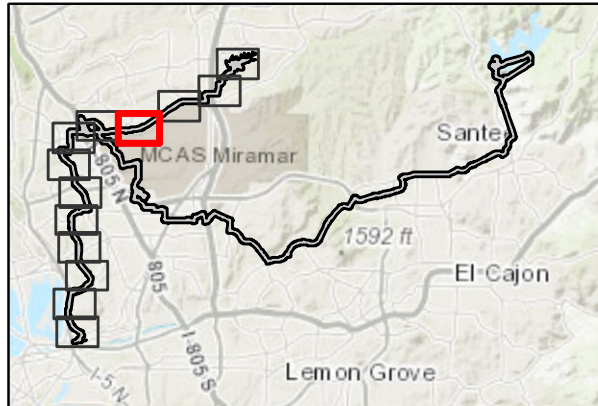 Sante
I-805 N
MCAS Miramar
1592 ft
805
El Cajon
I-805 S
Lemon Grove
I-5 N